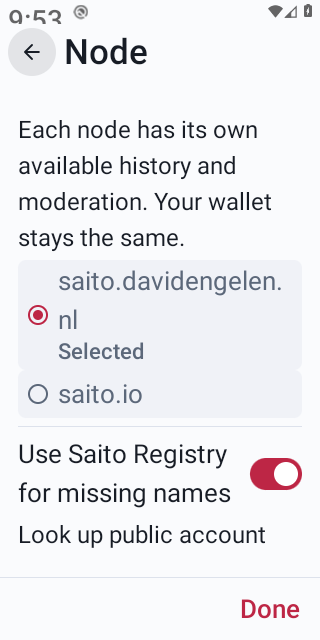 9:53
Node
Each node has its own
available history and
moderation. Your wallet
stays the same.
saito.davidengelen.
nl
Selected
saito.io
Use Saito Registry
for missing names
Look up public account
Done